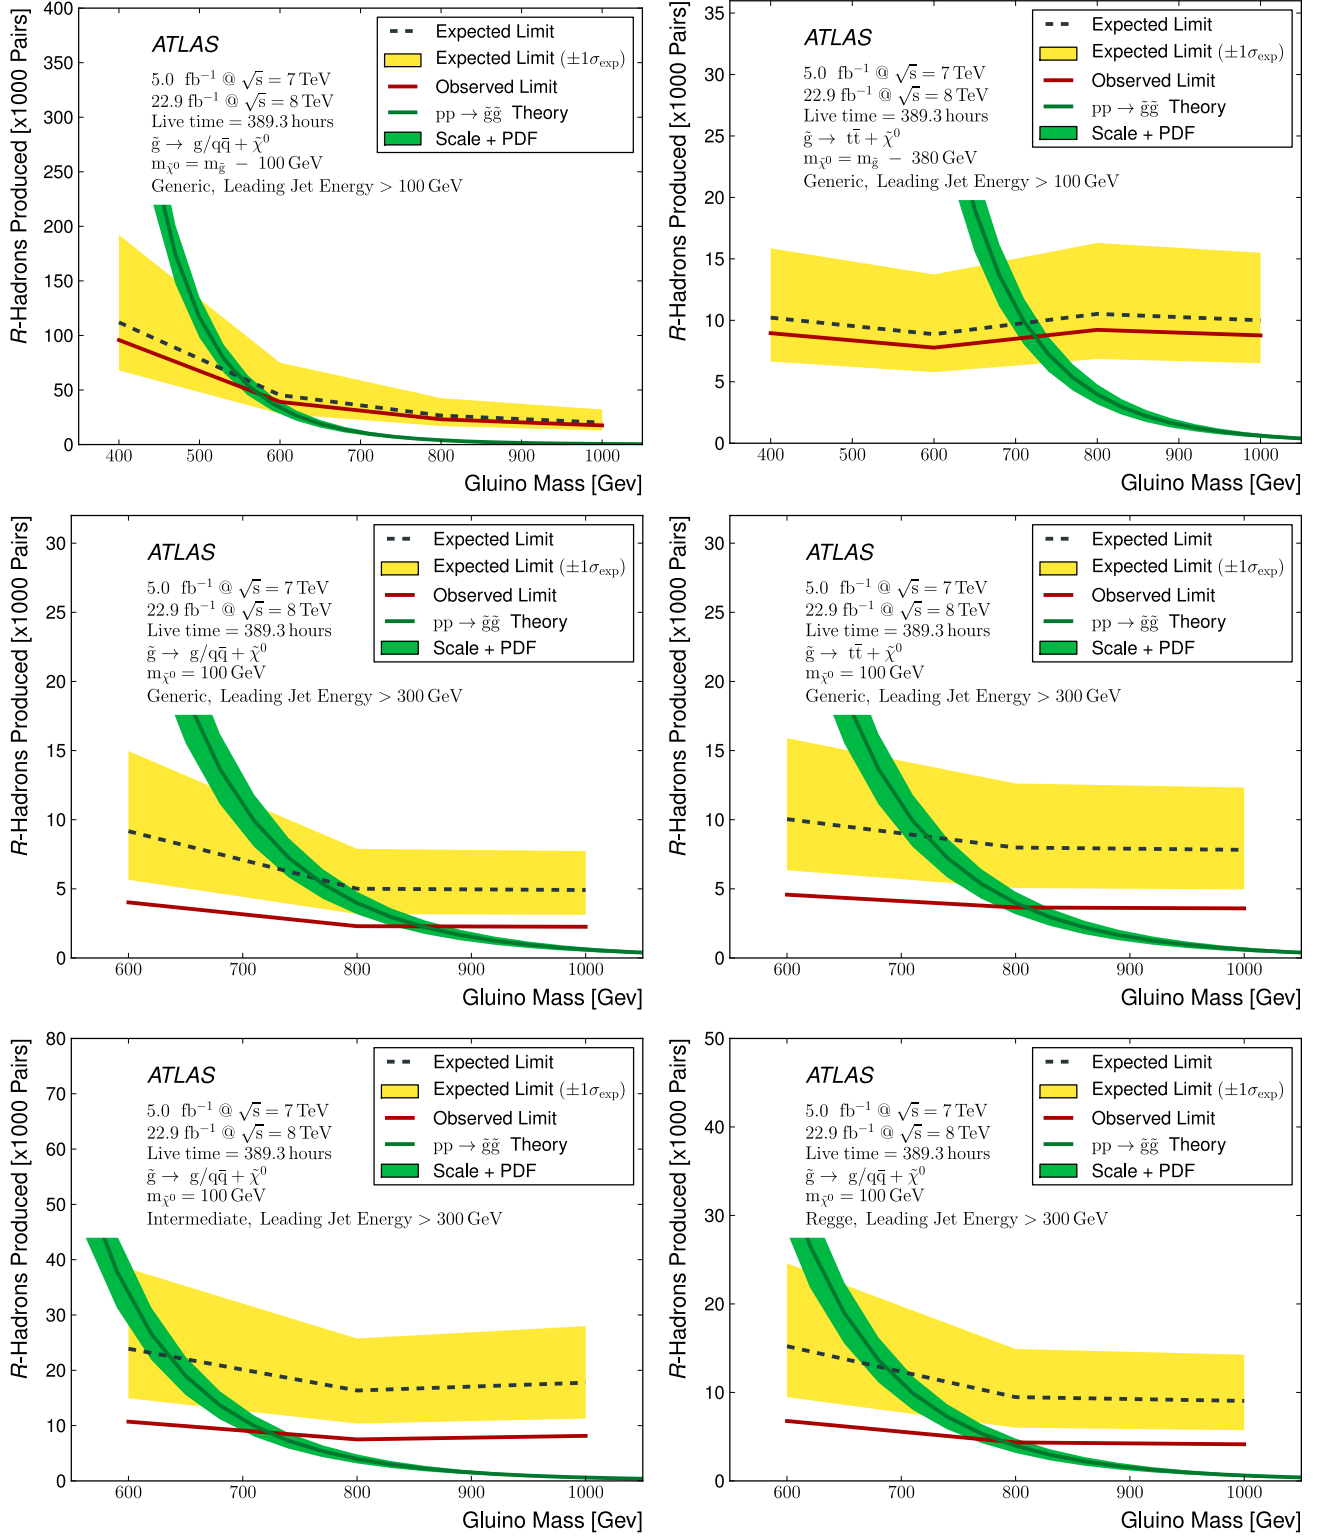 R-Hadrons Produced [x1000 Pairs]
400
350
300
250
200
150
100
50
0
ATLAS
5.0 fb⁻¹ @ √s = 7 TeV
22.9 fb⁻¹ @ √s = 8 TeV
Live time = 389.3 hours
g̃ → g/qq̄ + χ̃⁰
m_χ̃⁰ = m_g̃ − 100 GeV
Generic, Leading Jet Energy > 100 GeV
Expected Limit
Expected Limit (±1σ_exp)
Observed Limit
pp → g̃g̃ Theory
Scale + PDF
400 500 600 700 800 900 1000
Gluino Mass [Gev]
R-Hadrons Produced [x1000 Pairs]
35
30
25
20
15
10
5
0
ATLAS
5.0 fb⁻¹ @ √s = 7 TeV
22.9 fb⁻¹ @ √s = 8 TeV
Live time = 389.3 hours
g̃ → tt̄ + χ̃⁰
m_χ̃⁰ = m_g̃ − 380 GeV
Generic, Leading Jet Energy > 100 GeV
Expected Limit
Expected Limit (±1σ_exp)
Observed Limit
pp → g̃g̃ Theory
Scale + PDF
400 500 600 700 800 900 1000
Gluino Mass [Gev]
R-Hadrons Produced [x1000 Pairs]
30
25
20
15
10
5
0
ATLAS
5.0 fb⁻¹ @ √s = 7 TeV
22.9 fb⁻¹ @ √s = 8 TeV
Live time = 389.3 hours
g̃ → g/qq̄ + χ̃⁰
m_χ̃⁰ = 100 GeV
Generic, Leading Jet Energy > 300 GeV
Expected Limit
Expected Limit (±1σ_exp)
Observed Limit
pp → g̃g̃ Theory
Scale + PDF
600 700 800 900 1000
Gluino Mass [Gev]
R-Hadrons Produced [x1000 Pairs]
30
25
20
15
10
5
0
ATLAS
5.0 fb⁻¹ @ √s = 7 TeV
22.9 fb⁻¹ @ √s = 8 TeV
Live time = 389.3 hours
g̃ → tt̄ + χ̃⁰
m_χ̃⁰ = 100 GeV
Generic, Leading Jet Energy > 300 GeV
Expected Limit
Expected Limit (±1σ_exp)
Observed Limit
pp → g̃g̃ Theory
Scale + PDF
600 700 800 900 1000
Gluino Mass [Gev]
R-Hadrons Produced [x1000 Pairs]
80
70
60
50
40
30
20
10
0
ATLAS
5.0 fb⁻¹ @ √s = 7 TeV
22.9 fb⁻¹ @ √s = 8 TeV
Live time = 389.3 hours
g̃ → g/qq̄ + χ̃⁰
m_χ̃⁰ = 100 GeV
Intermediate, Leading Jet Energy > 300 GeV
Expected Limit
Expected Limit (±1σ_exp)
Observed Limit
pp → g̃g̃ Theory
Scale + PDF
600 700 800 900 1000
Gluino Mass [Gev]
R-Hadrons Produced [x1000 Pairs]
50
40
30
20
10
0
ATLAS
5.0 fb⁻¹ @ √s = 7 TeV
22.9 fb⁻¹ @ √s = 8 TeV
Live time = 389.3 hours
g̃ → g/qq̄ + χ̃⁰
m_χ̃⁰ = 100 GeV
Regge, Leading Jet Energy > 300 GeV
Expected Limit
Expected Limit (±1σ_exp)
Observed Limit
pp → g̃g̃ Theory
Scale + PDF
600 700 800 900 1000
Gluino Mass [Gev]